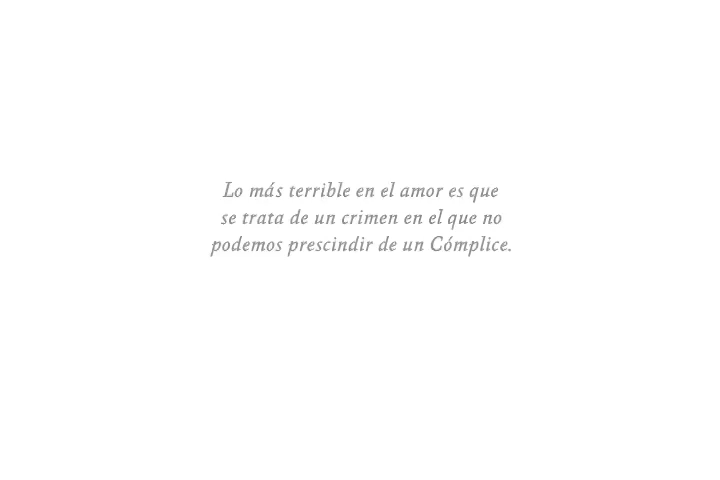 Lo más terrible en el amor es que
se trata de un crimen en el que no
podemos prescindir de un Cómplice.